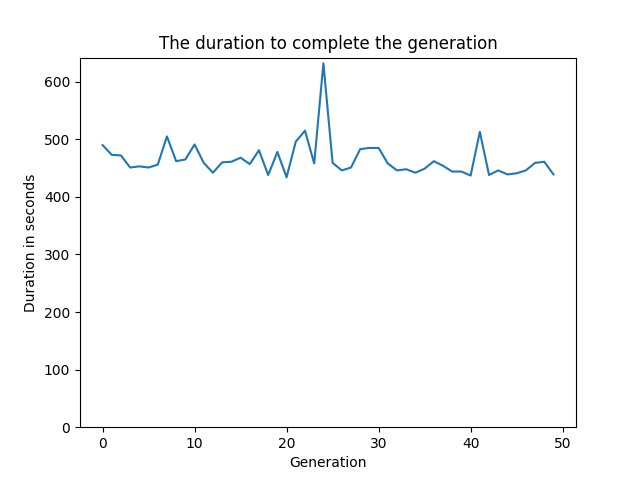 The duration to complete the generation
600
500
400
300
200
100
0
Duration in seconds
0 10 20 30 40 50
Generation